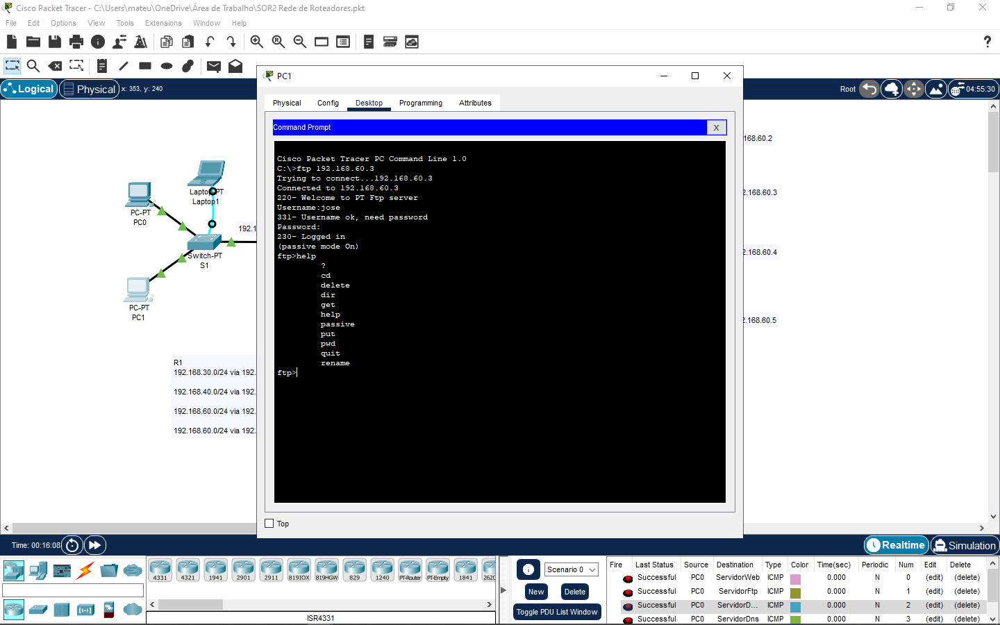 Cisco Packet Tracer - C:\Users\mateu\OneDrive\Área de Trabalho\SOR2 Rede de Roteadores.pkt
File Edit Options View Tools Extensions Window Help
Logical Physical x: 353, y: 240
Root 04:55:30
PC1
Physical Config Desktop Programming Attributes
Command Prompt
X
Cisco Packet Tracer PC Command Line 1.0
C:\>ftp 192.168.60.3
Trying to connect...192.168.60.3
Connected to 192.168.60.3
220- Welcome to PT Ftp server
Username:jose
331- Username ok, need password
Password:
230- Logged in
(passive mode On)
ftp>help
?
cd
delete
dir
get
help
passive
put
pwd
quit
rename
ftp>
Top
Laptop-PT
Laptop1
PC-PT
PC0
192.1
Switch-PT
S1
PC-PT
PC1
R1
192.168.30.0/24 via 192.
192.168.40.0/24 via 192.
192.168.60.0/24 via 192.
192.168.60.0/24 via 192.
168.60.2
2.168.60.3
2.168.60.4
2.168.60.5
Time: 00:16:08
Realtime Simulation
4331 4321 1941 2901 2911 819IOX 819HGW 829 1240 PT-Router PT-Empty 1841 2620
ISR4331
Scenario 0
New Delete
Toggle PDU List Window
Fire Last Status Source Destination Type Color Time(sec) Periodic Num Edit Delete
Successful PC0 ServidorWeb ICMP 0.000 N 0 (edit) (delete)
Successful PC0 ServidorFtp ICMP 0.000 N 1 (edit) (delete)
Successful PC0 ServidorD... ICMP 0.000 N 2 (edit) (delete)
Successful PC0 ServidorDns ICMP 0.000 N 3 (edit) (delete)